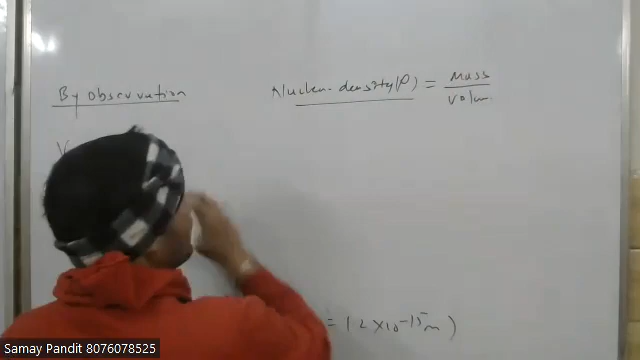 By observation
Nuclear density(ρ) = Mass
volum
V
= 1.2 × 10⁻¹⁵m)
Samay Pandit 8076078525